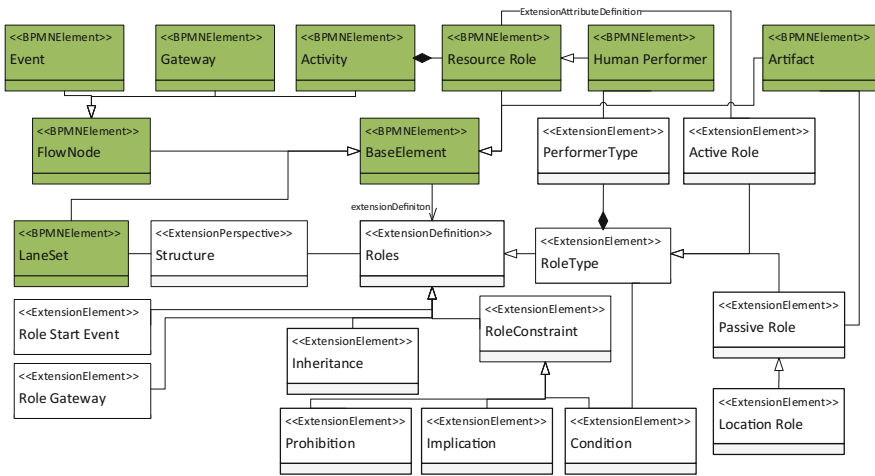 ExtensionAttributeDefinition
<<BPMNElement>>
Event
<<BPMNElement>>
Gateway
<<BPMNElement>>
Activity
<<BPMNElement>>
Resource Role
<<BPMNElement>>
Human Performer
<<BPMNElement>>
Artifact
<<BPMNElement>>
FlowNode
<<BPMNElement>>
BaseElement
<<ExtensionElement>>
PerformerType
<<ExtensionElement>>
Active Role
extensionDefiniton
<<BPMNElement>>
LaneSet
<<ExtensionPerspective>>
Structure
<<ExtensionDefinition>>
Roles
<<ExtensionElement>>
RoleType
<<ExtensionElement>>
Role Start Event
<<ExtensionElement>>
RoleConstraint
<<ExtensionElement>>
Passive Role
<<ExtensionElement>>
Inheritance
<<ExtensionElement>>
Role Gateway
<<ExtensionElement>>
Prohibition
<<ExtensionElement>>
Implication
<<ExtensionElement>>
Condition
<<ExtensionElement>>
Location Role